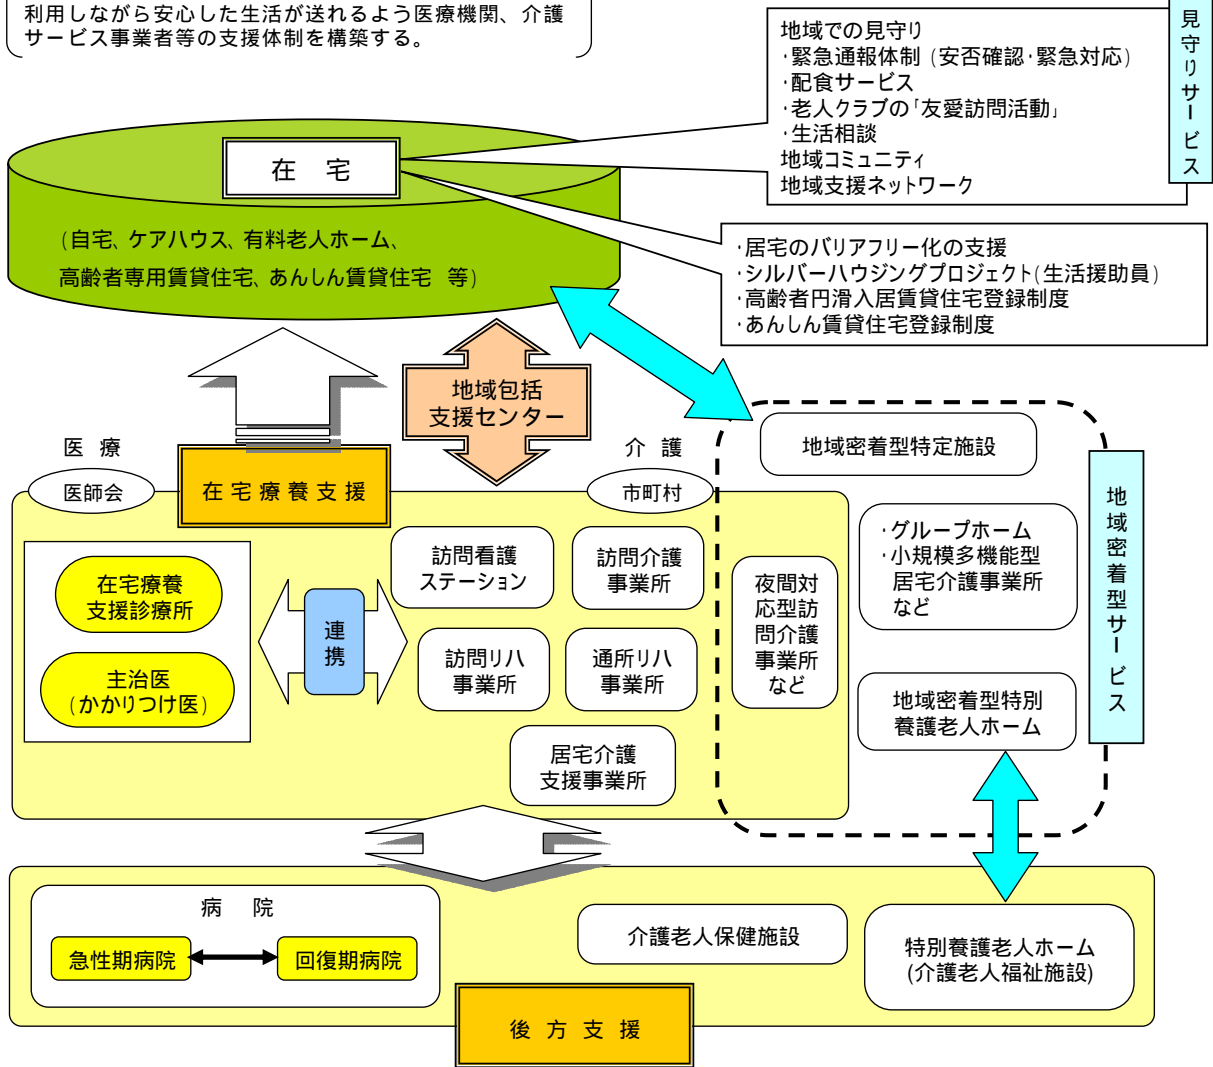 利用しながら安心した生活が送れるよう医療機関、介護
サービス事業者等の支援体制を構築する。
見守りサービス
地域での見守り
・緊急通報体制（安否確認・緊急対応）
・配食サービス
・老人クラブの「友愛訪問活動」
・生活相談
地域コミュニティ
地域支援ネットワーク
在　宅
（自宅、ケアハウス、有料老人ホーム、
高齢者専用賃貸住宅、あんしん賃貸住宅　等）
・居宅のバリアフリー化の支援
・シルバーハウジングプロジェクト（生活援助員）
・高齢者円滑入居賃貸住宅登録制度
・あんしん賃貸住宅登録制度
地域包括
支援センター
医　療
医師会
在宅療養支援
介　護
市町村
地域密着型特定施設
地域密着型サービス
在宅療養
支援診療所
主治医
（かかりつけ医）
連携
訪問看護
ステーション
訪問介護
事業所
訪問リハ
事業所
通所リハ
事業所
居宅介護
支援事業所
夜間対
応型訪
問介護
事業所
など
・グループホーム
・小規模多機能型
居宅介護事業所
など
地域密着型特別
養護老人ホーム
病　院
急性期病院
回復期病院
介護老人保健施設
特別養護老人ホーム
(介護老人福祉施設)
後方支援